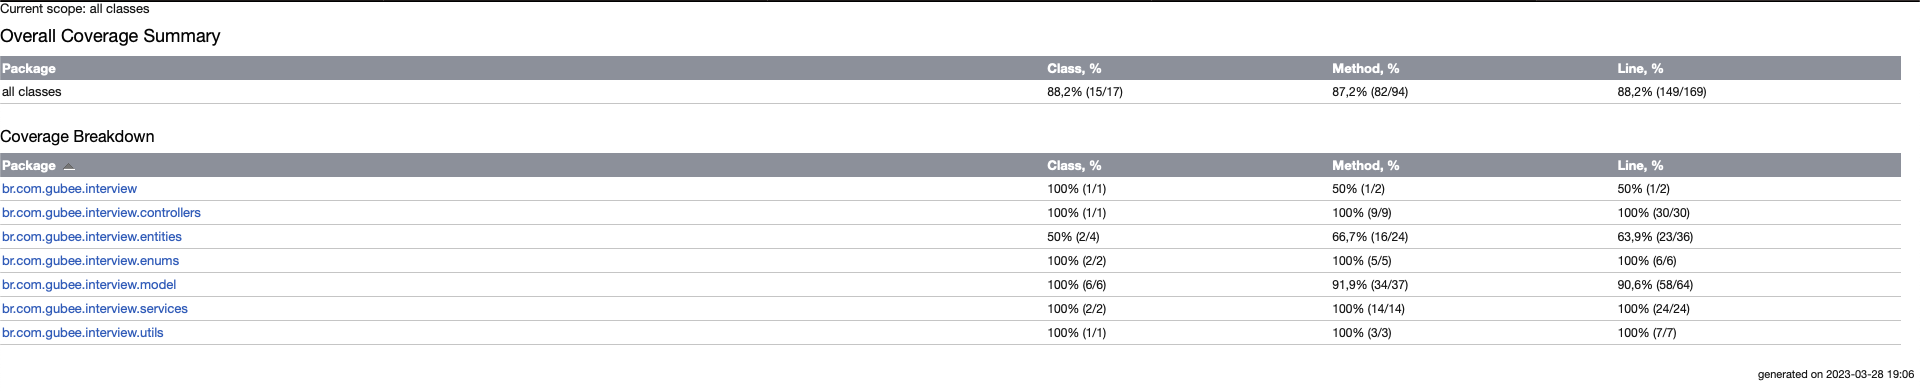 Current scope: all classes
Overall Coverage Summary
Package Class, % Method, % Line, %
all classes 88,2% (15/17) 87,2% (82/94) 88,2% (149/169)
Coverage Breakdown
Package Class, % Method, % Line, %
br.com.gubee.interview 100% (1/1) 50% (1/2) 50% (1/2)
br.com.gubee.interview.controllers 100% (1/1) 100% (9/9) 100% (30/30)
br.com.gubee.interview.entities 50% (2/4) 66,7% (16/24) 63,9% (23/36)
br.com.gubee.interview.enums 100% (2/2) 100% (5/5) 100% (6/6)
br.com.gubee.interview.model 100% (6/6) 91,9% (34/37) 90,6% (58/64)
br.com.gubee.interview.services 100% (2/2) 100% (14/14) 100% (24/24)
br.com.gubee.interview.utils 100% (1/1) 100% (3/3) 100% (7/7)
generated on 2023-03-28 19:06